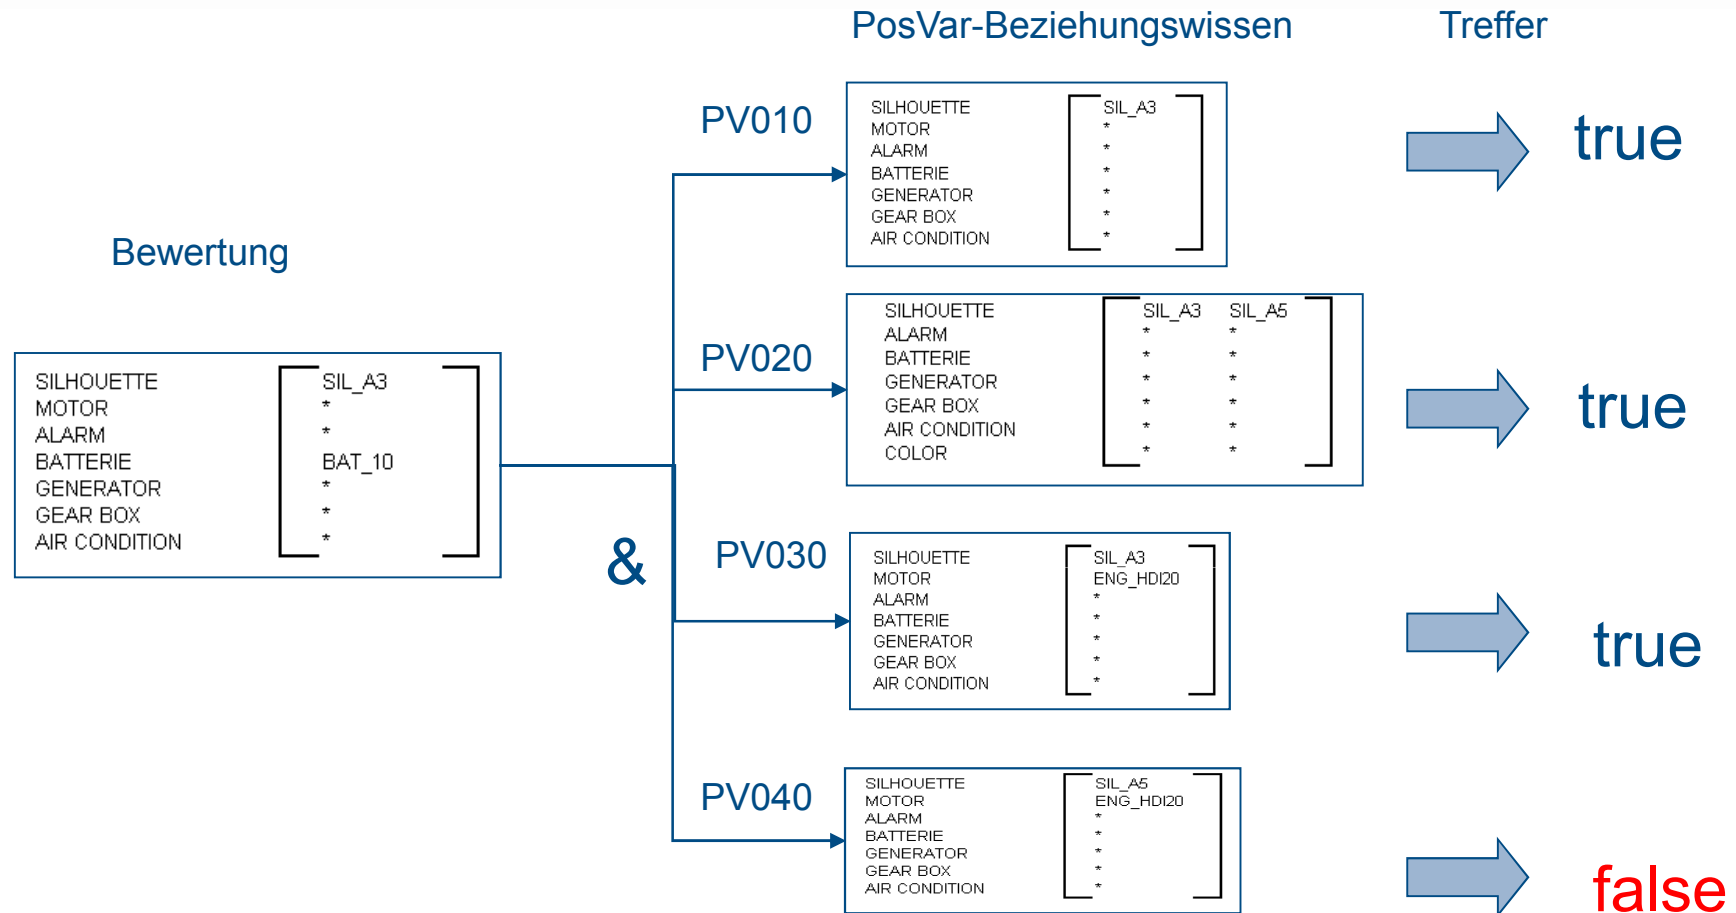 PosVar-Beziehungswissen Treffer
PV010
SILHOUETTE SIL_A3
MOTOR *
ALARM *
BATTERIE *
GENERATOR *
GEAR BOX *
AIR CONDITION *
true
Bewertung
SILHOUETTE SIL_A3
MOTOR *
ALARM *
BATTERIE BAT_10
GENERATOR *
GEAR BOX *
AIR CONDITION *
&
PV020
SILHOUETTE SIL_A3 SIL_A5
ALARM * *
BATTERIE * *
GENERATOR * *
GEAR BOX * *
AIR CONDITION * *
COLOR * *
true
PV030
SILHOUETTE SIL_A3
MOTOR ENG_HDI20
ALARM *
BATTERIE *
GENERATOR *
GEAR BOX *
AIR CONDITION *
true
PV040
SILHOUETTE SIL_A5
MOTOR ENG_HDI20
ALARM *
BATTERIE *
GENERATOR *
GEAR BOX *
AIR CONDITION *
false